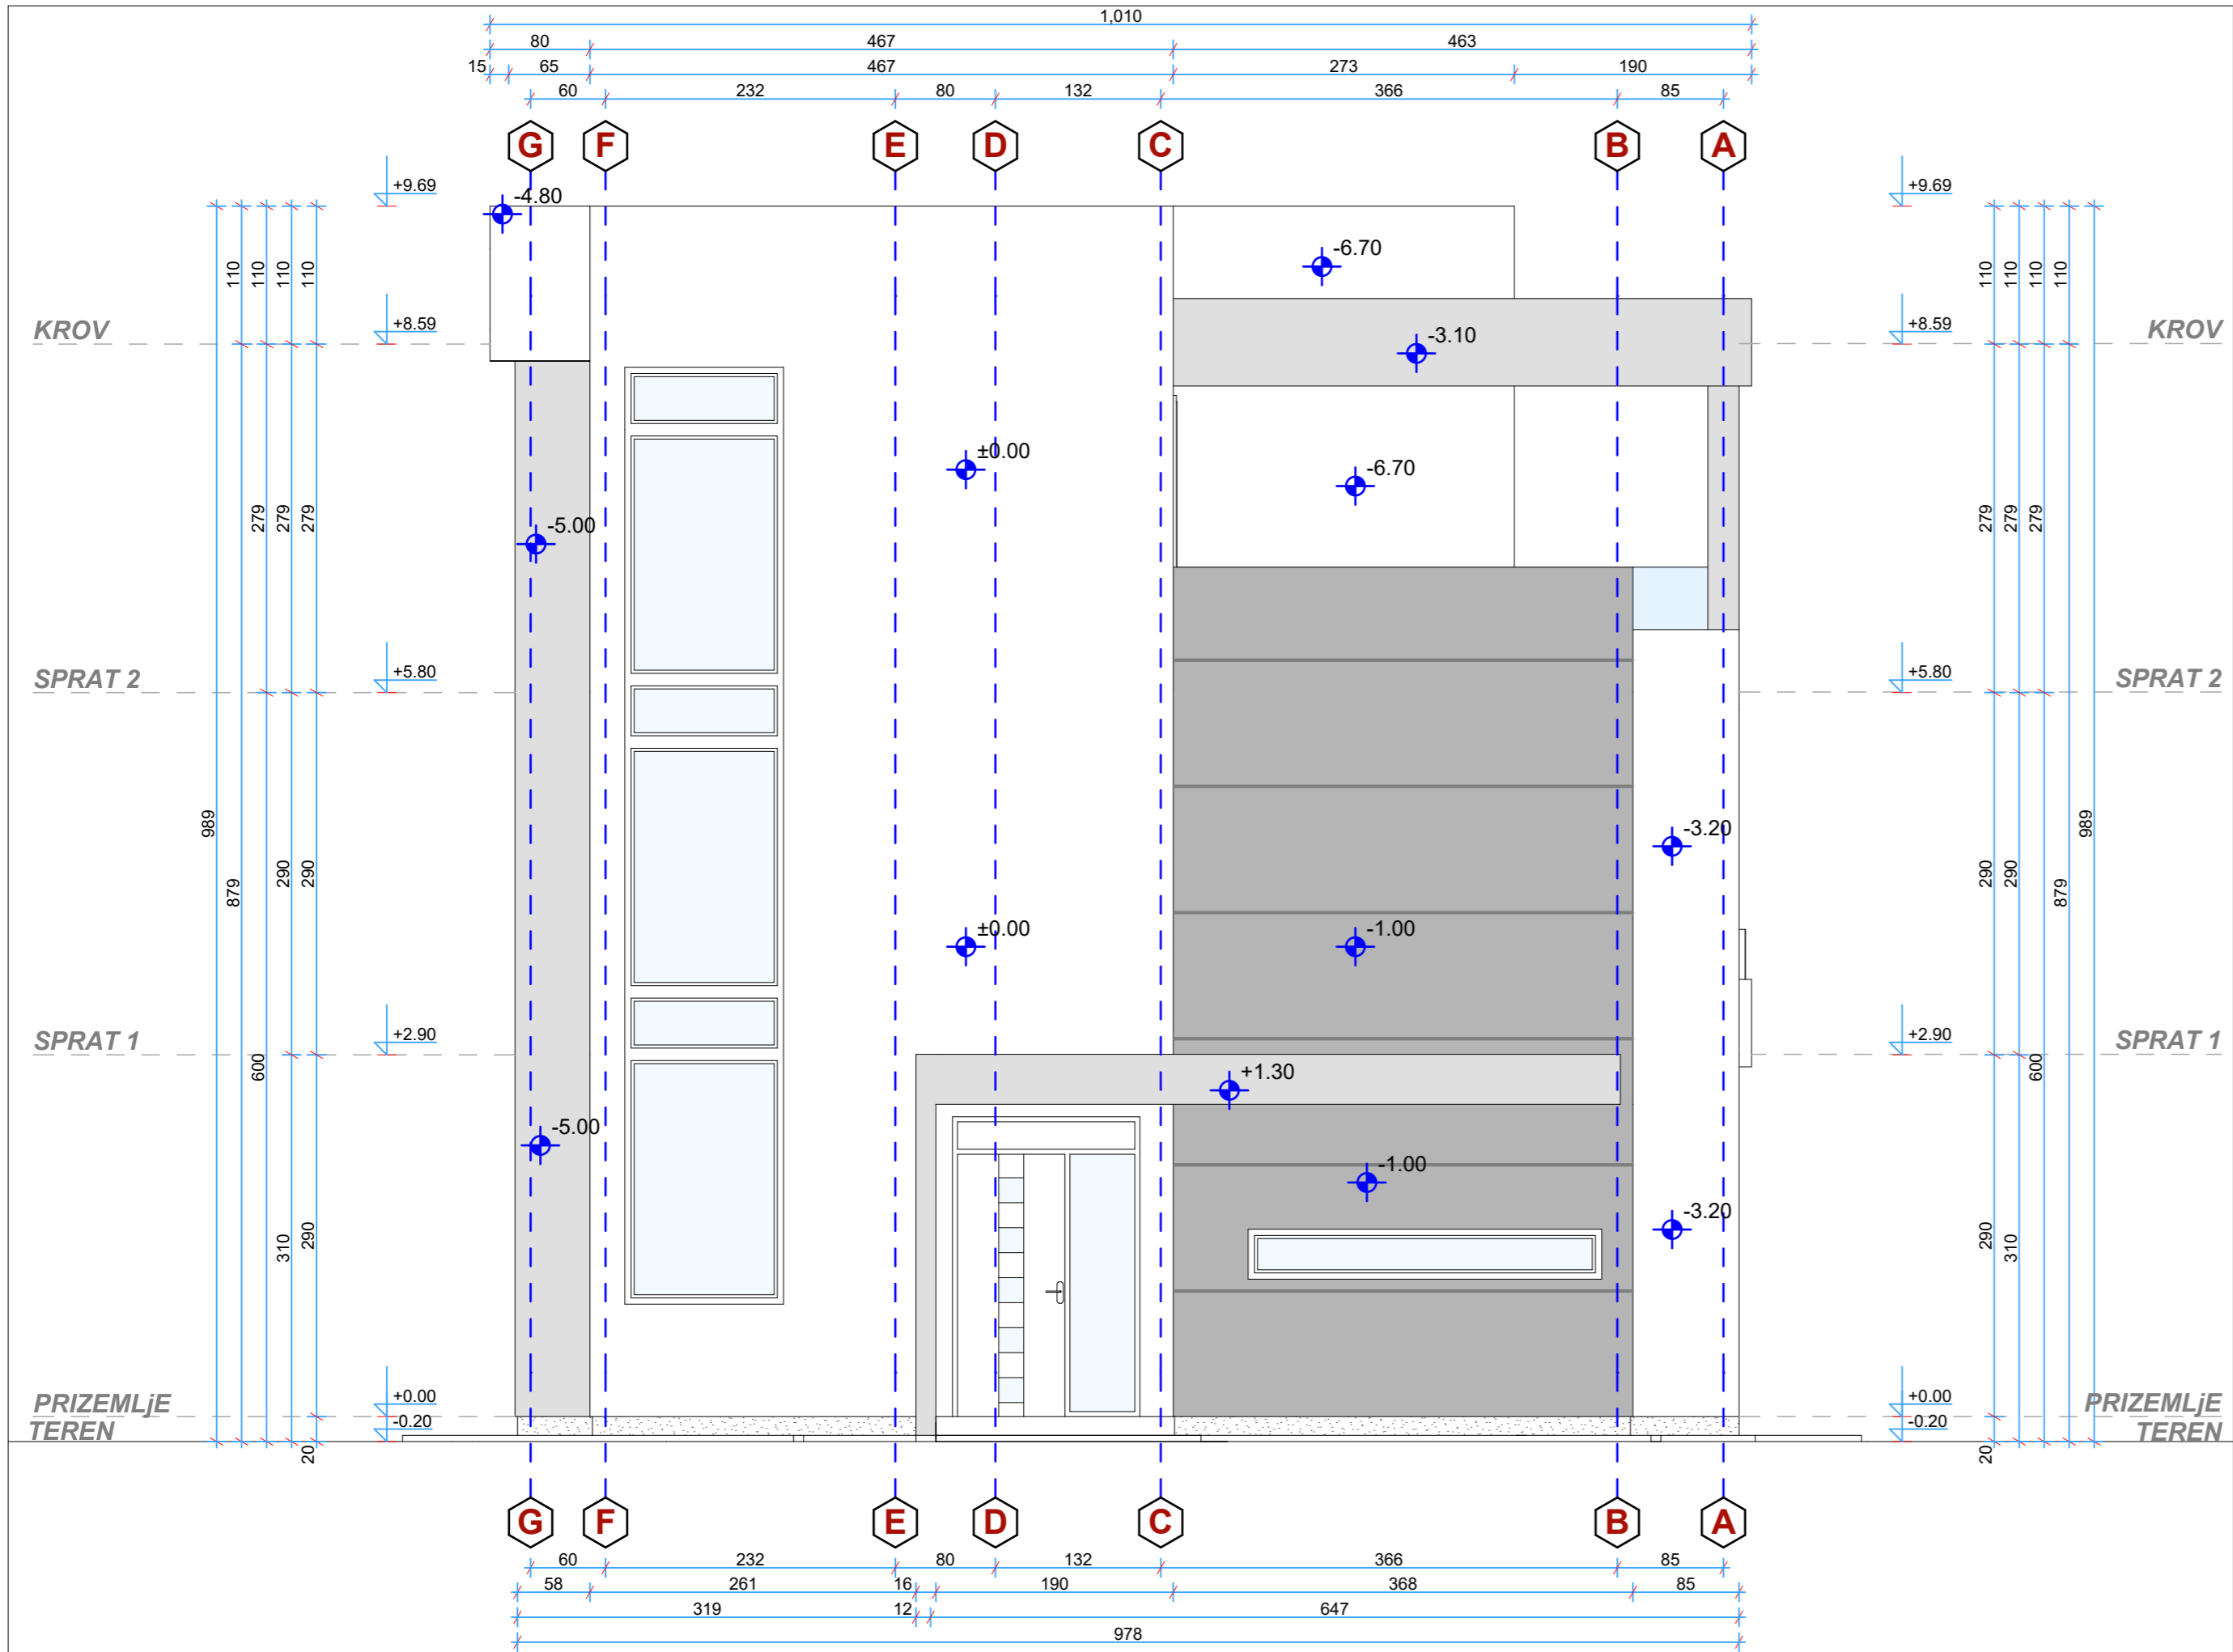 1,010
80 467 463
15 65 467 273 190
60 232 80 132 366 85
G F E D C B A
+9.69 -4.80 +9.69
-6.70
110 110 110 110 110 110 110 110
KROV +8.59 -3.10 +8.59 KROV
±0.00 -6.70
279 279 279 -5.00 279 279 279
SPRAT 2 +5.80 +5.80 SPRAT 2
989 -3.20 989
879 290 290 290 290 879
±0.00 -1.00
SPRAT 1 +2.90 +2.90 SPRAT 1
600 +1.30 600
-5.00 -1.00
310 290 -3.20 290 310
PRIZEMLjE +0.00 +0.00 PRIZEMLjE
TEREN -0.20 -0.20 TEREN
20 20
G F E D C B A
60 232 80 132 366 85
58 261 16 190 368 85
319 12 647
978